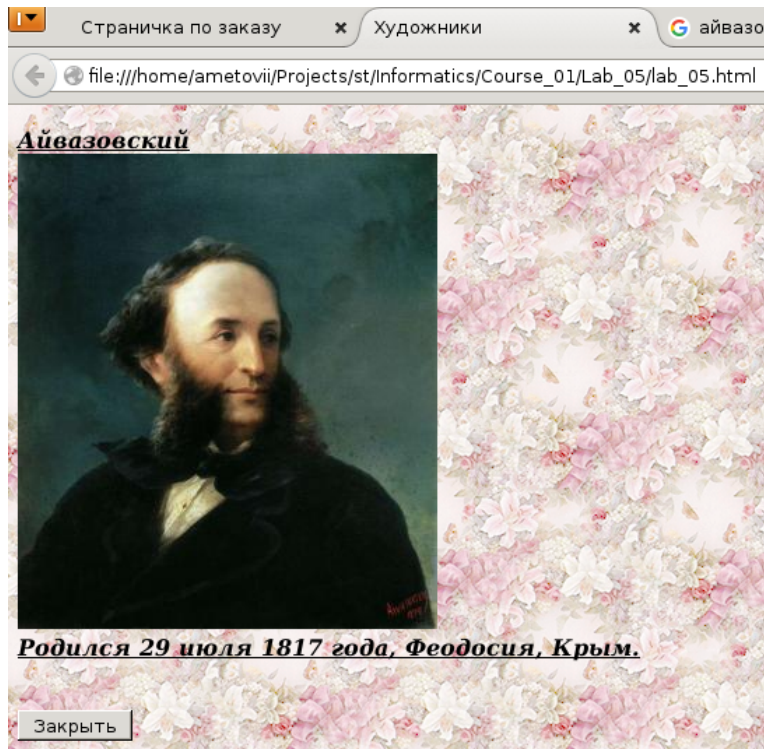 Страничка по заказу
Художники
айвазо
file:///home/ametovii/Projects/st/Informatics/Course_01/Lab_05/lab_05.html
Айвазовский
Родился 29 июля 1817 года, Феодосия, Крым.
Закрыть